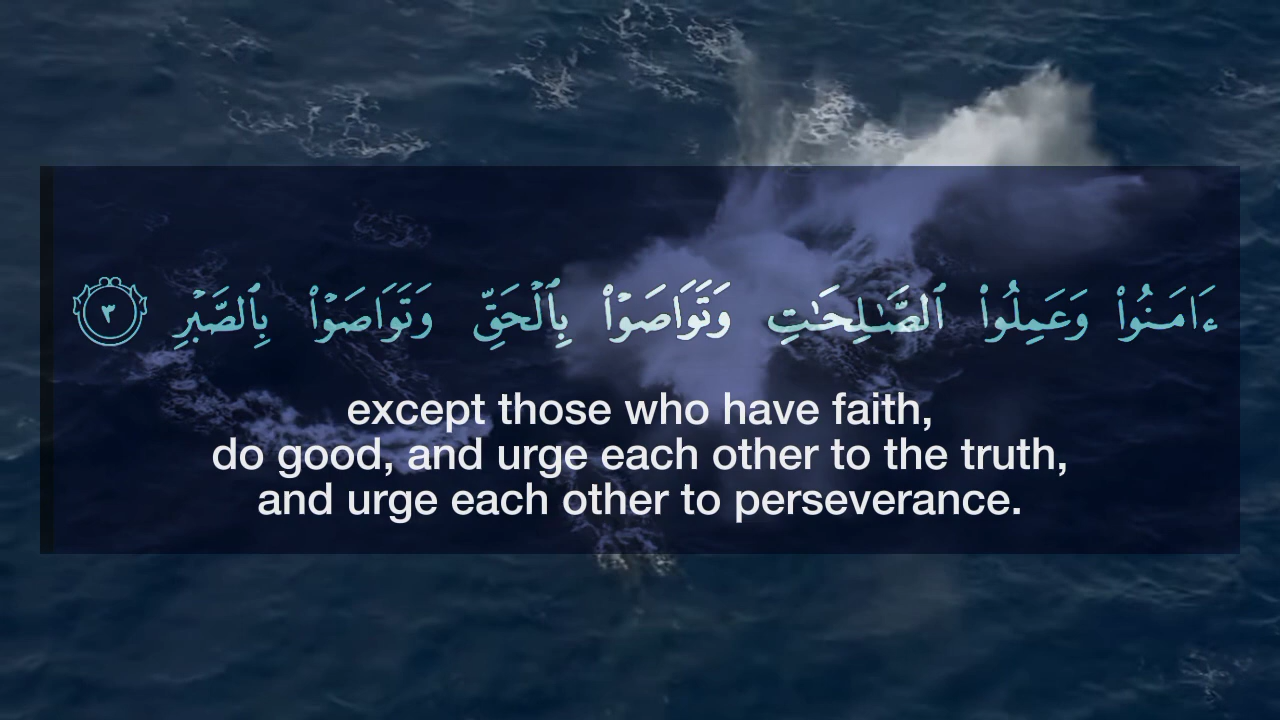 ءَامَنُوا۟ وَعَمِلُوا۟ ٱلصَّـٰلِحَـٰتِ وَتَوَاصَوْا۟ بِٱلْحَقِّ وَتَوَاصَوْا۟ بِٱلصَّبْرِ ٣
except those who have faith,
do good, and urge each other to the truth,
and urge each other to perseverance.